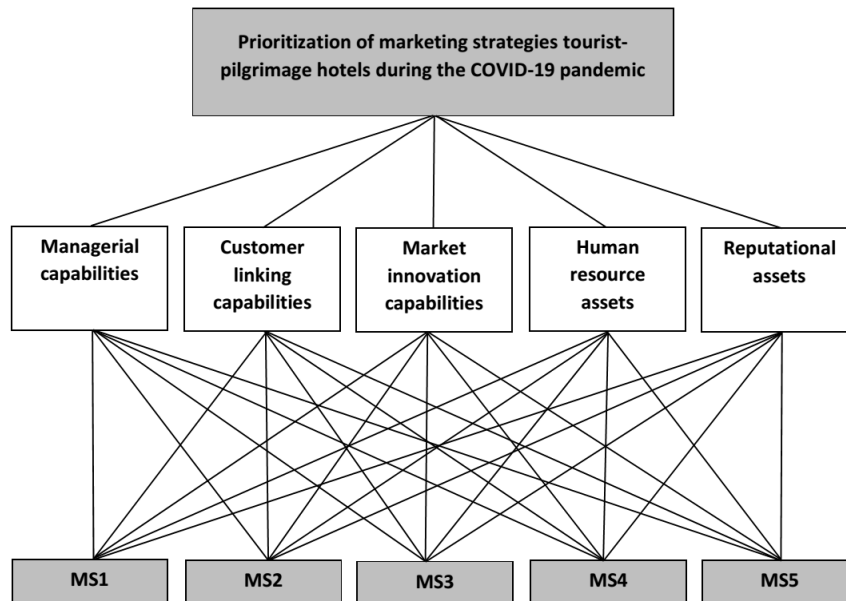 Prioritization of marketing strategies tourist-
pilgrimage hotels during the COVID-19 pandemic
Managerial
capabilities
Customer
linking
capabilities
Market
innovation
capabilities
Human
resource
assets
Reputational
assets
MS1
MS2
MS3
MS4
MS5